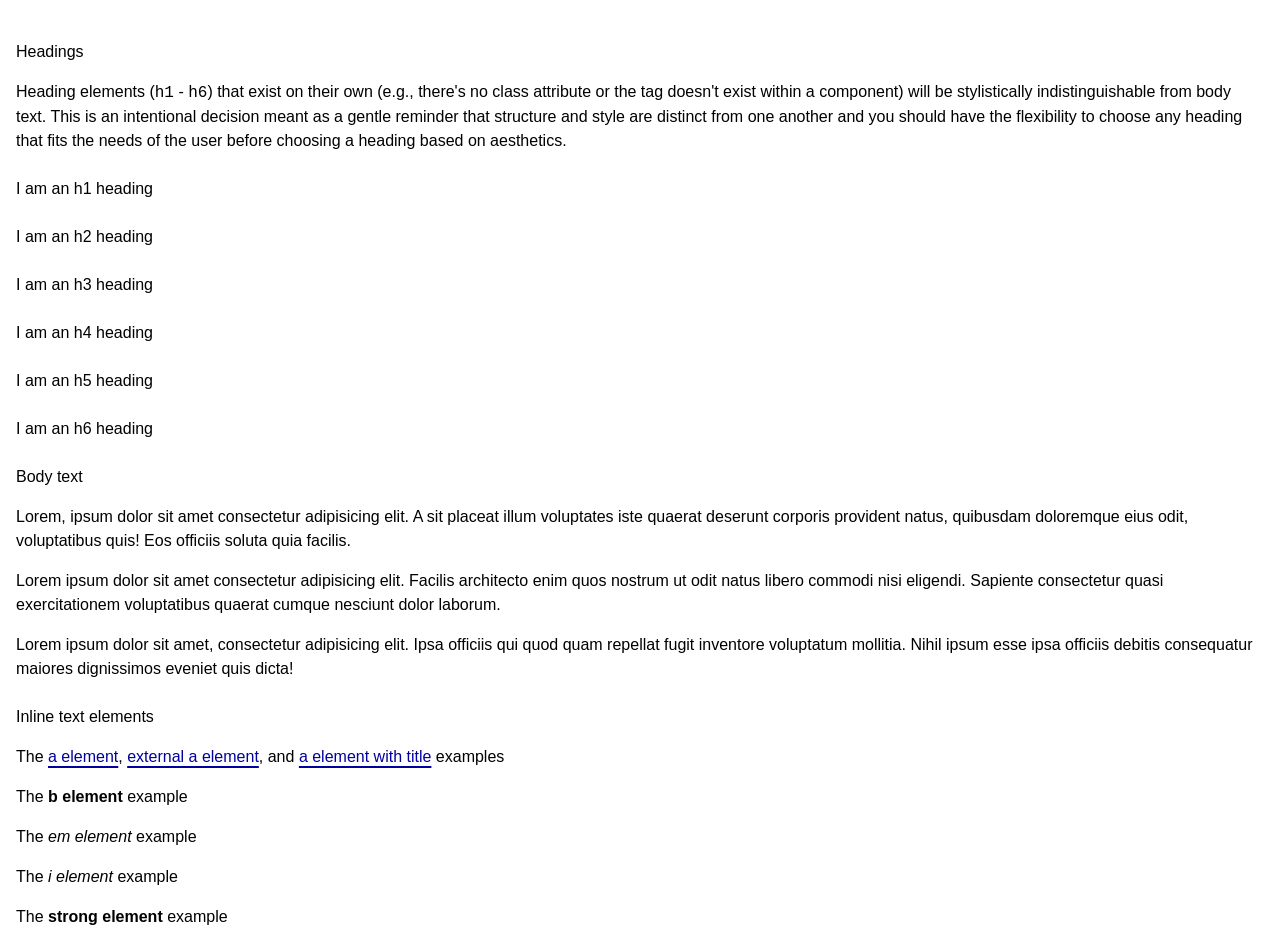 Headings
Heading elements (h1 - h6) that exist on their own (e.g., there's no class attribute or the tag doesn't exist within a component) will be stylistically indistinguishable from body
text. This is an intentional decision meant as a gentle reminder that structure and style are distinct from one another and you should have the flexibility to choose any heading
that fits the needs of the user before choosing a heading based on aesthetics.
I am an h1 heading
I am an h2 heading
I am an h3 heading
I am an h4 heading
I am an h5 heading
I am an h6 heading
Body text
Lorem, ipsum dolor sit amet consectetur adipisicing elit. A sit placeat illum voluptates iste quaerat deserunt corporis provident natus, quibusdam doloremque eius odit,
voluptatibus quis! Eos officiis soluta quia facilis.
Lorem ipsum dolor sit amet consectetur adipisicing elit. Facilis architecto enim quos nostrum ut odit natus libero commodi nisi eligendi. Sapiente consectetur quasi
exercitationem voluptatibus quaerat cumque nesciunt dolor laborum.
Lorem ipsum dolor sit amet, consectetur adipisicing elit. Ipsa officiis qui quod quam repellat fugit inventore voluptatum mollitia. Nihil ipsum esse ipsa officiis debitis consequatur
maiores dignissimos eveniet quis dicta!
Inline text elements
The a element, external a element, and a element with title examples
The b element example
The em element example
The i element example
The strong element example